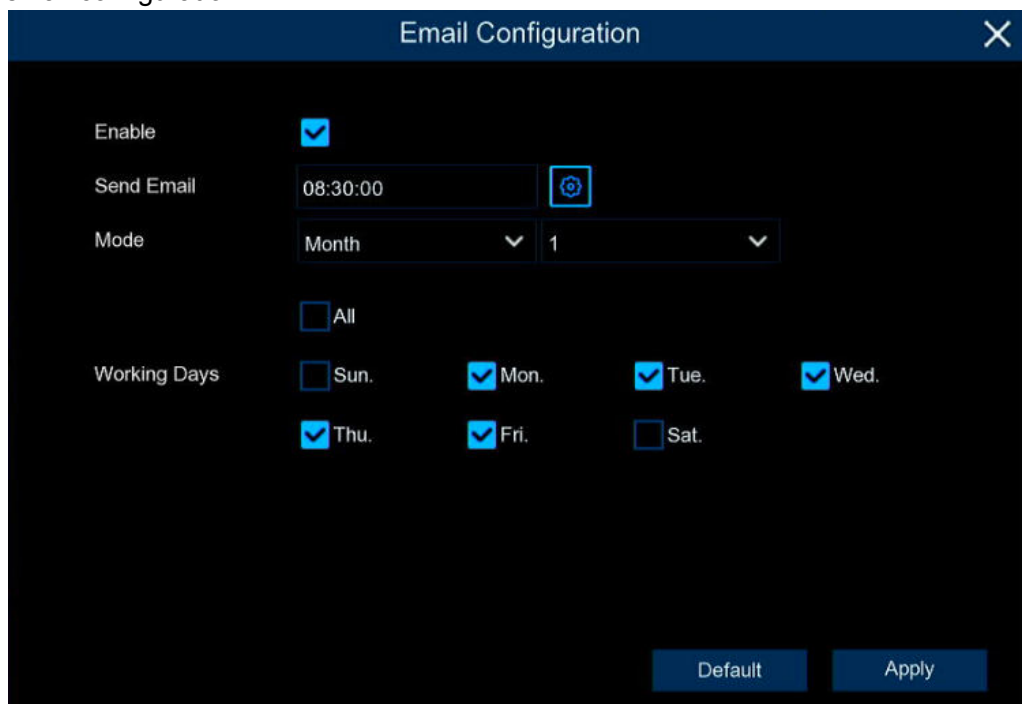 Email Configuration
Enable
Send Email 08:30:00
Mode Month 1
All
Working Days Sun. Mon. Tue. Wed.
Thu. Fri. Sat.
Default Apply